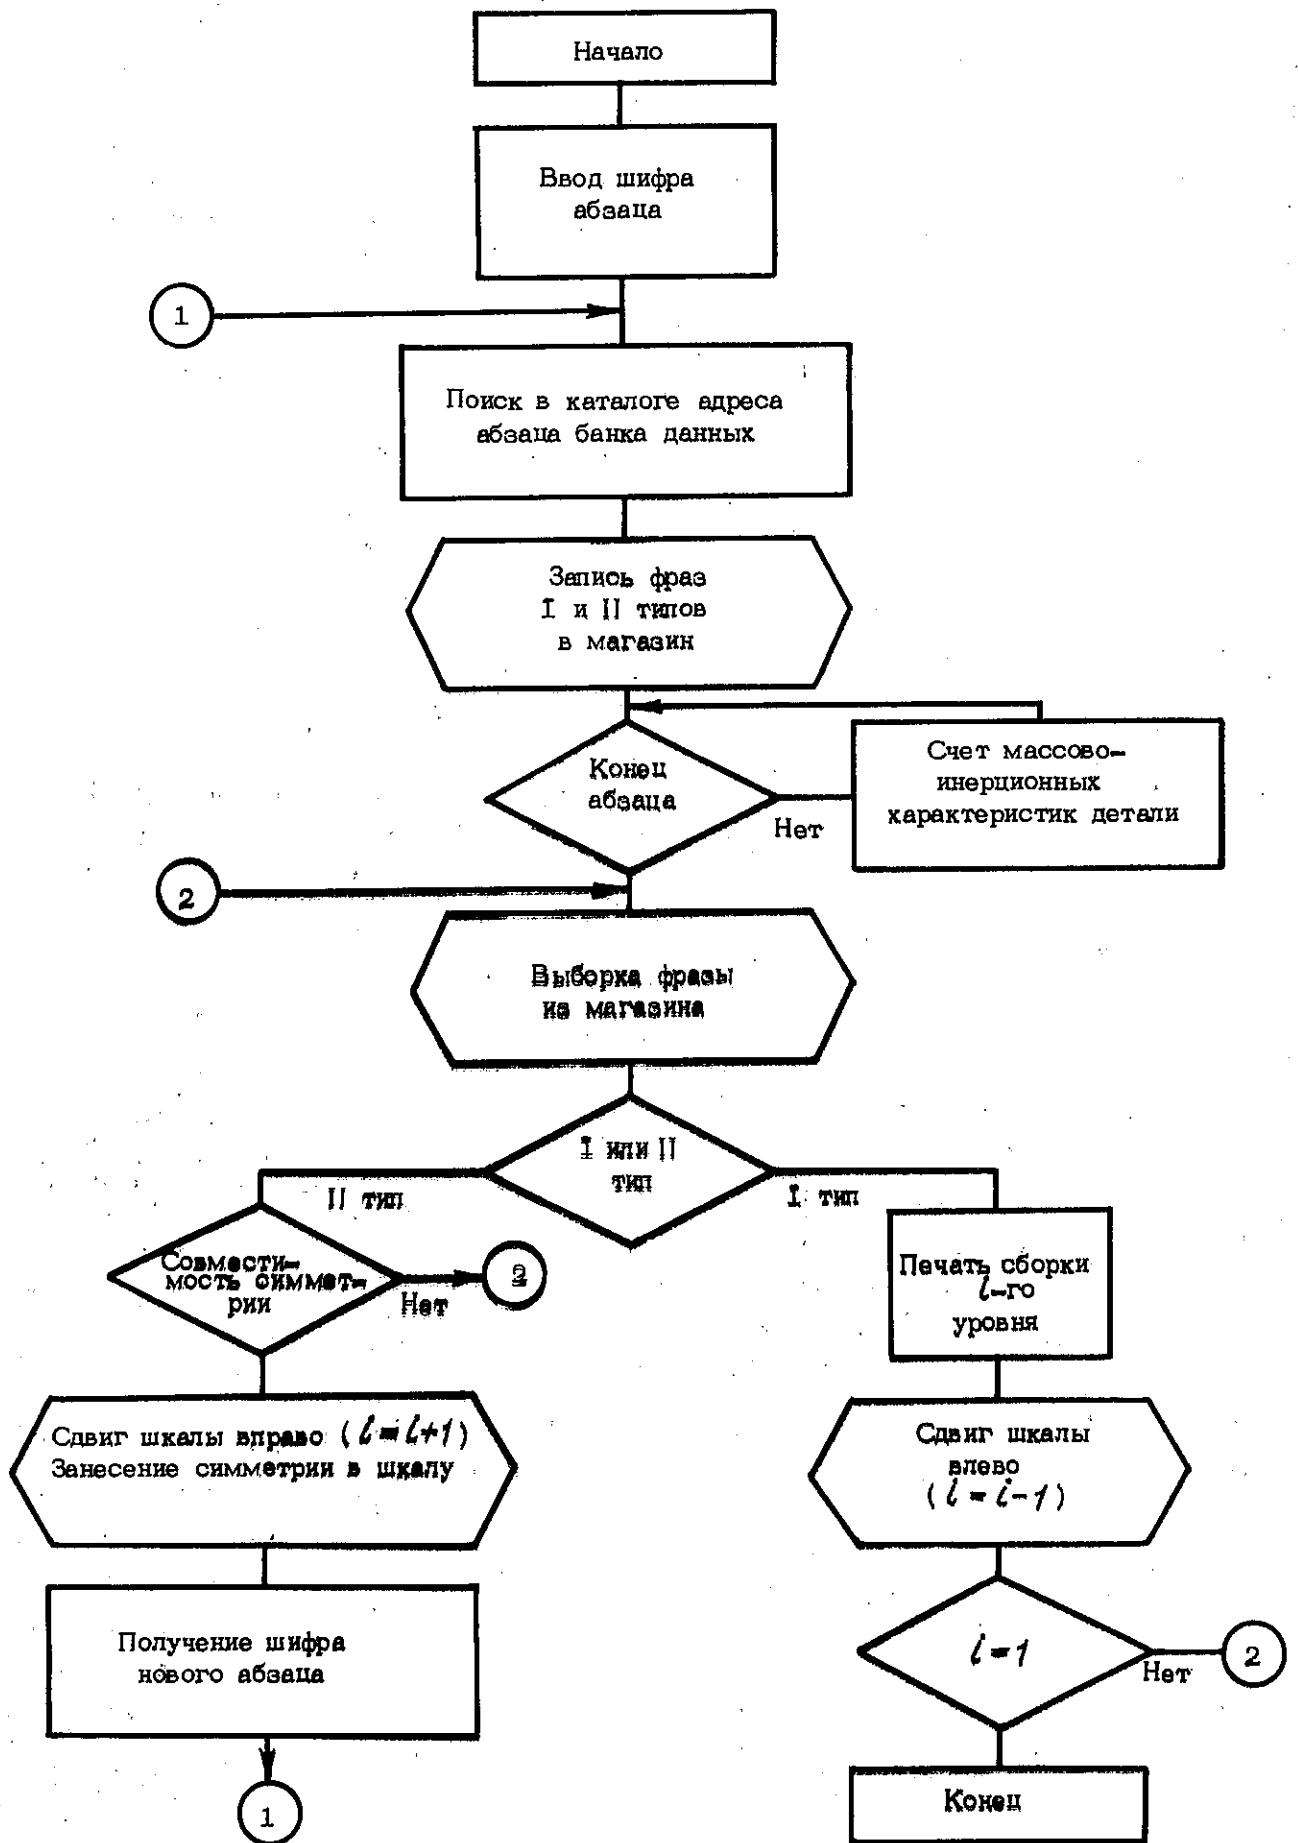 Начало
Ввод шифра
абзаца
1
Поиск в каталоге адреса
абзаца банка данных
Запись фраз
I и II типов
в магазин
Конец
абзаца
Нет
Счет массово-
инерционных
характеристик детали
2
Выборка фразы
из магазина
I или II
тип
II тип
I тип
Совмести-
мость симмет-
рии
Нет
2
Печать сборки
i-го
уровня
Сдвиг шкалы вправо (i=i+1)
Занесение симметрии в шкалу
Сдвиг шкалы
влево
(i=i-1)
Получение шифра
нового абзаца
i=1
Нет
2
1
Конец